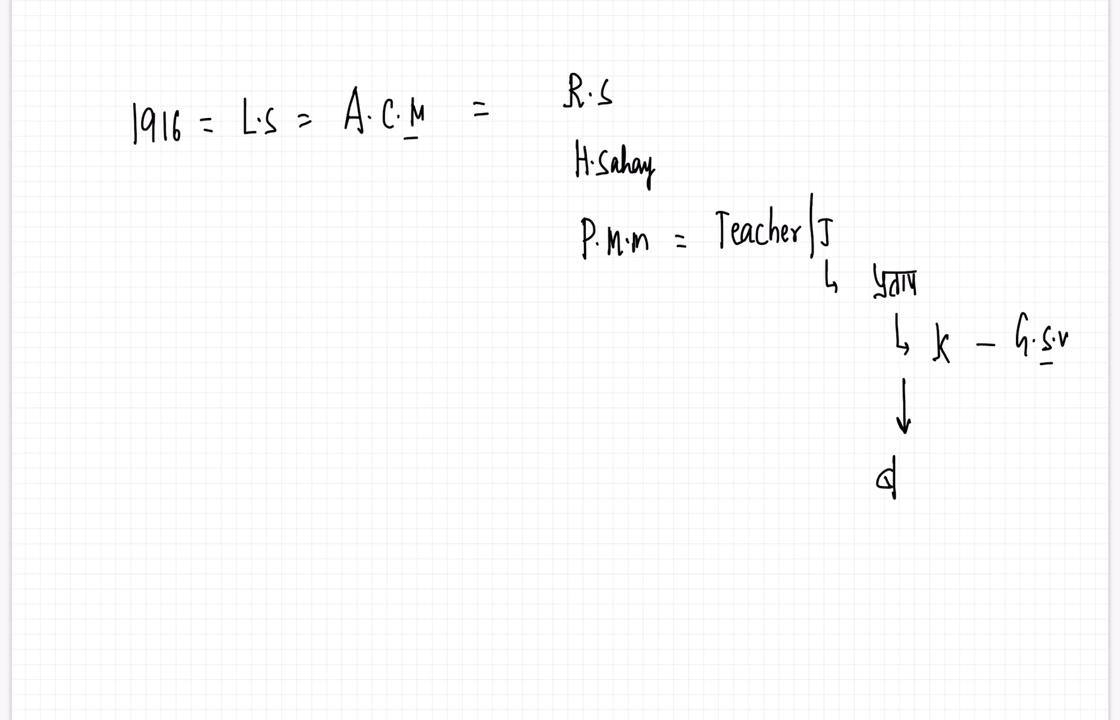 1916 = L.S = A.C.M = R.S
H.Sahay
P.M.M = Teacher | J
↳ प्रताप
↳ K - G.S.V
↓